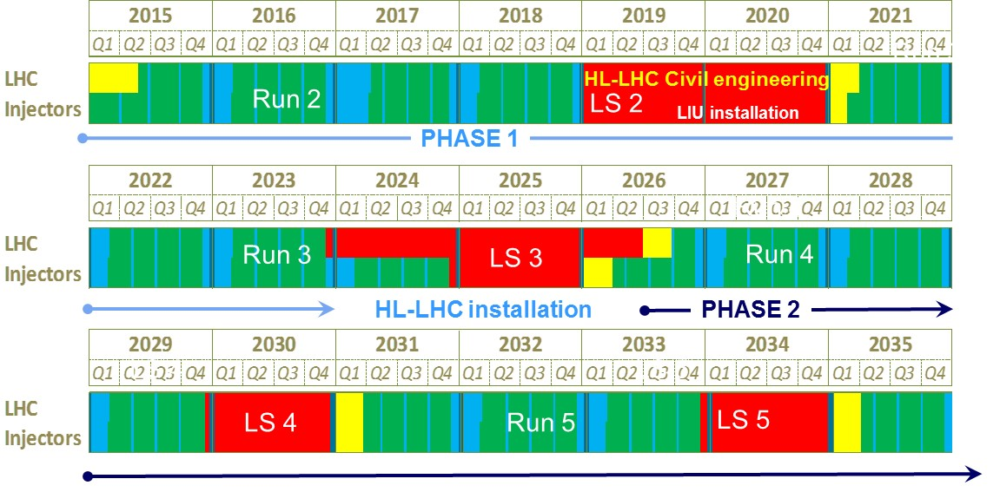 2015 2016 2017 2018 2019 2020 2021
Q1 Q2 Q3 Q4 Q1 Q2 Q3 Q4 Q1 Q2 Q3 Q4 Q1 Q2 Q3 Q4 Q1 Q2 Q3 Q4 Q1 Q2 Q3 Q4 Q1 Q2 Q3 Q4
LHC HL-LHC Civil engineering
Run 2 LS 2
Injectors LIU installation
PHASE 1
2022 2023 2024 2025 2026 2027 2028
Q1 Q2 Q3 Q4 Q1 Q2 Q3 Q4 Q1 Q2 Q3 Q4 Q1 Q2 Q3 Q4 Q1 Q2 Q3 Q4 Q1 Q2 Q3 Q4 Q1 Q2 Q3 Q4
LHC
Run 3 LS 3 Run 4
Injectors
HL-LHC installation PHASE 2
2029 2030 2031 2032 2033 2034 2035
Q1 Q2 Q3 Q4 Q1 Q2 Q3 Q4 Q1 Q2 Q3 Q4 Q1 Q2 Q3 Q4 Q1 Q2 Q3 Q4 Q1 Q2 Q3 Q4 Q1 Q2 Q3 Q4
LHC
LS 4 Run 5 LS 5
Injectors